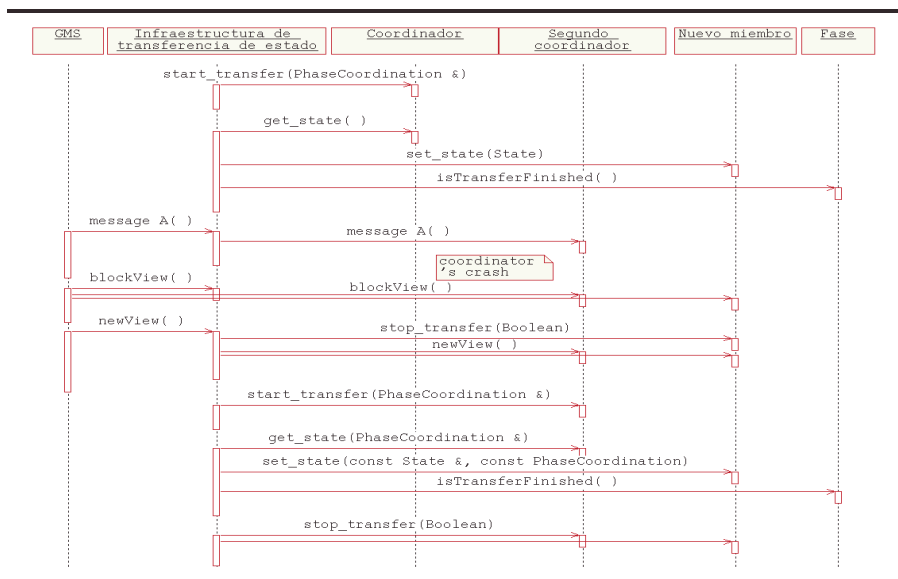 GMS
Infraestructura de
transferencia de estado
Coordinador
Segundo
coordinador
Nuevo miembro
Fase
start_transfer(PhaseCoordination &)
get_state( )
set_state(State)
isTransferFinished( )
message A( )
message A( )
coordinator
's crash
blockView( )
blockView( )
newView( )
stop_transfer(Boolean)
newView( )
start_transfer(PhaseCoordination &)
get_state(PhaseCoordination &)
set_state(const State &, const PhaseCoordination)
isTransferFinished( )
stop_transfer(Boolean)